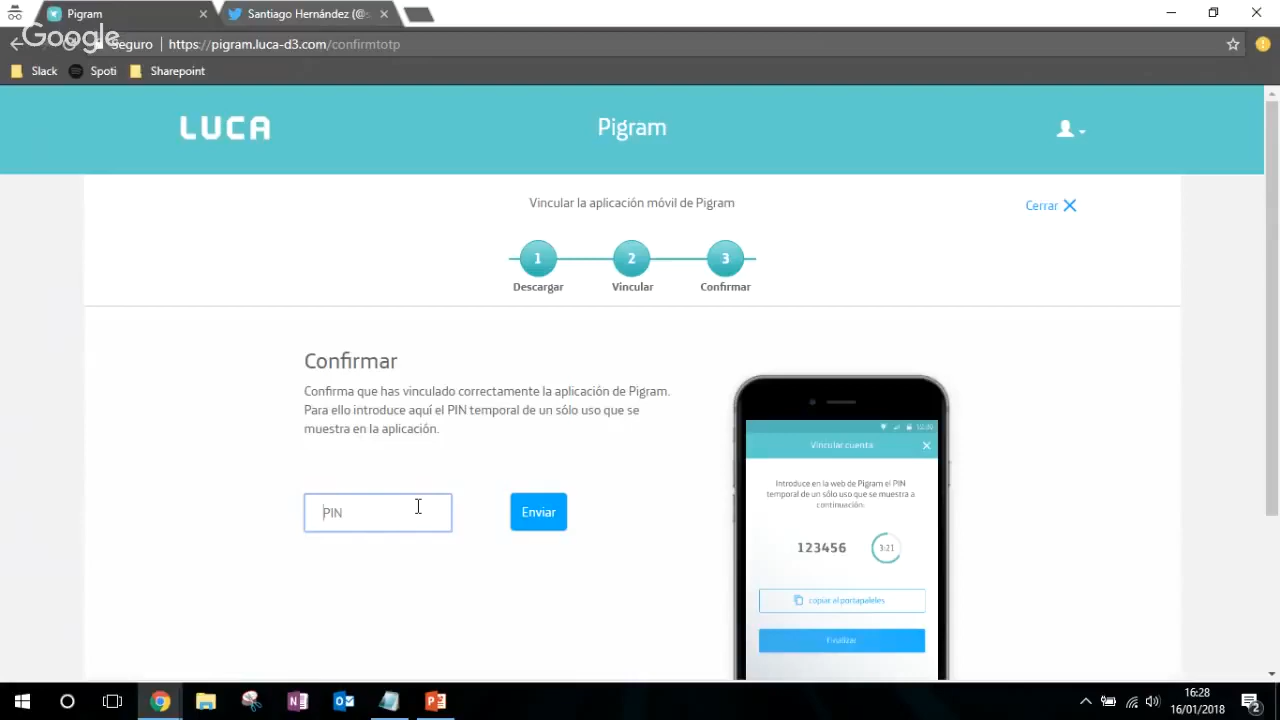 Pigram
Santiago Hernández (@s
Google
Seguro
https://pigram.luca-d3.com/confirmtotp
Slack
Spoti
Sharepoint
LUCA
Pigram
Vincular la aplicación móvil de Pigram
Cerrar
1
2
3
Descargar
Vincular
Confirmar
Confirmar
Confirma que has vinculado correctamente la aplicación de Pigram.
Para ello introduce aquí el PIN temporal de un sólo uso que se
muestra en la aplicación.
PIN
Enviar
Vincular cuenta
Introduce en la web de Pigram el PIN
temporal de un sólo uso que se muestra a
continuación:
123456
3:21
copiar al portapapeles
Finalizar
16:28
16/01/2018
2